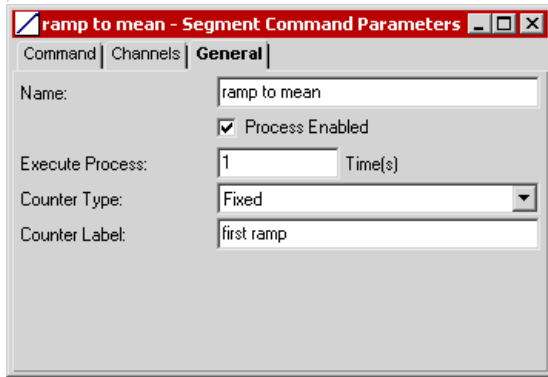 ramp to mean - Segment Command Parameters
Command Channels General
Name: ramp to mean
Process Enabled
Execute Process: 1 Time(s)
Counter Type: Fixed
Counter Label: first ramp